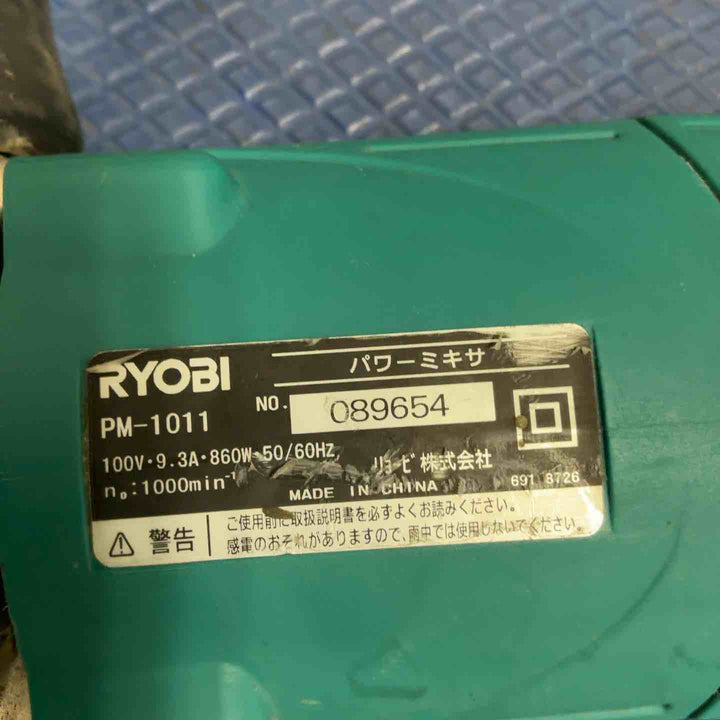 RYOBI
パワーミキサ
PM-1011
NO. 089654
100V・9.3A・860W・50/60HZ
リョービ株式会社
n₀:1000min⁻¹
MADE IN CHINA
691 8726
警告
ご使用前に取扱説明書を必ずよくお読みください。
感電のおそれがありますので、雨中では使用しないでください。